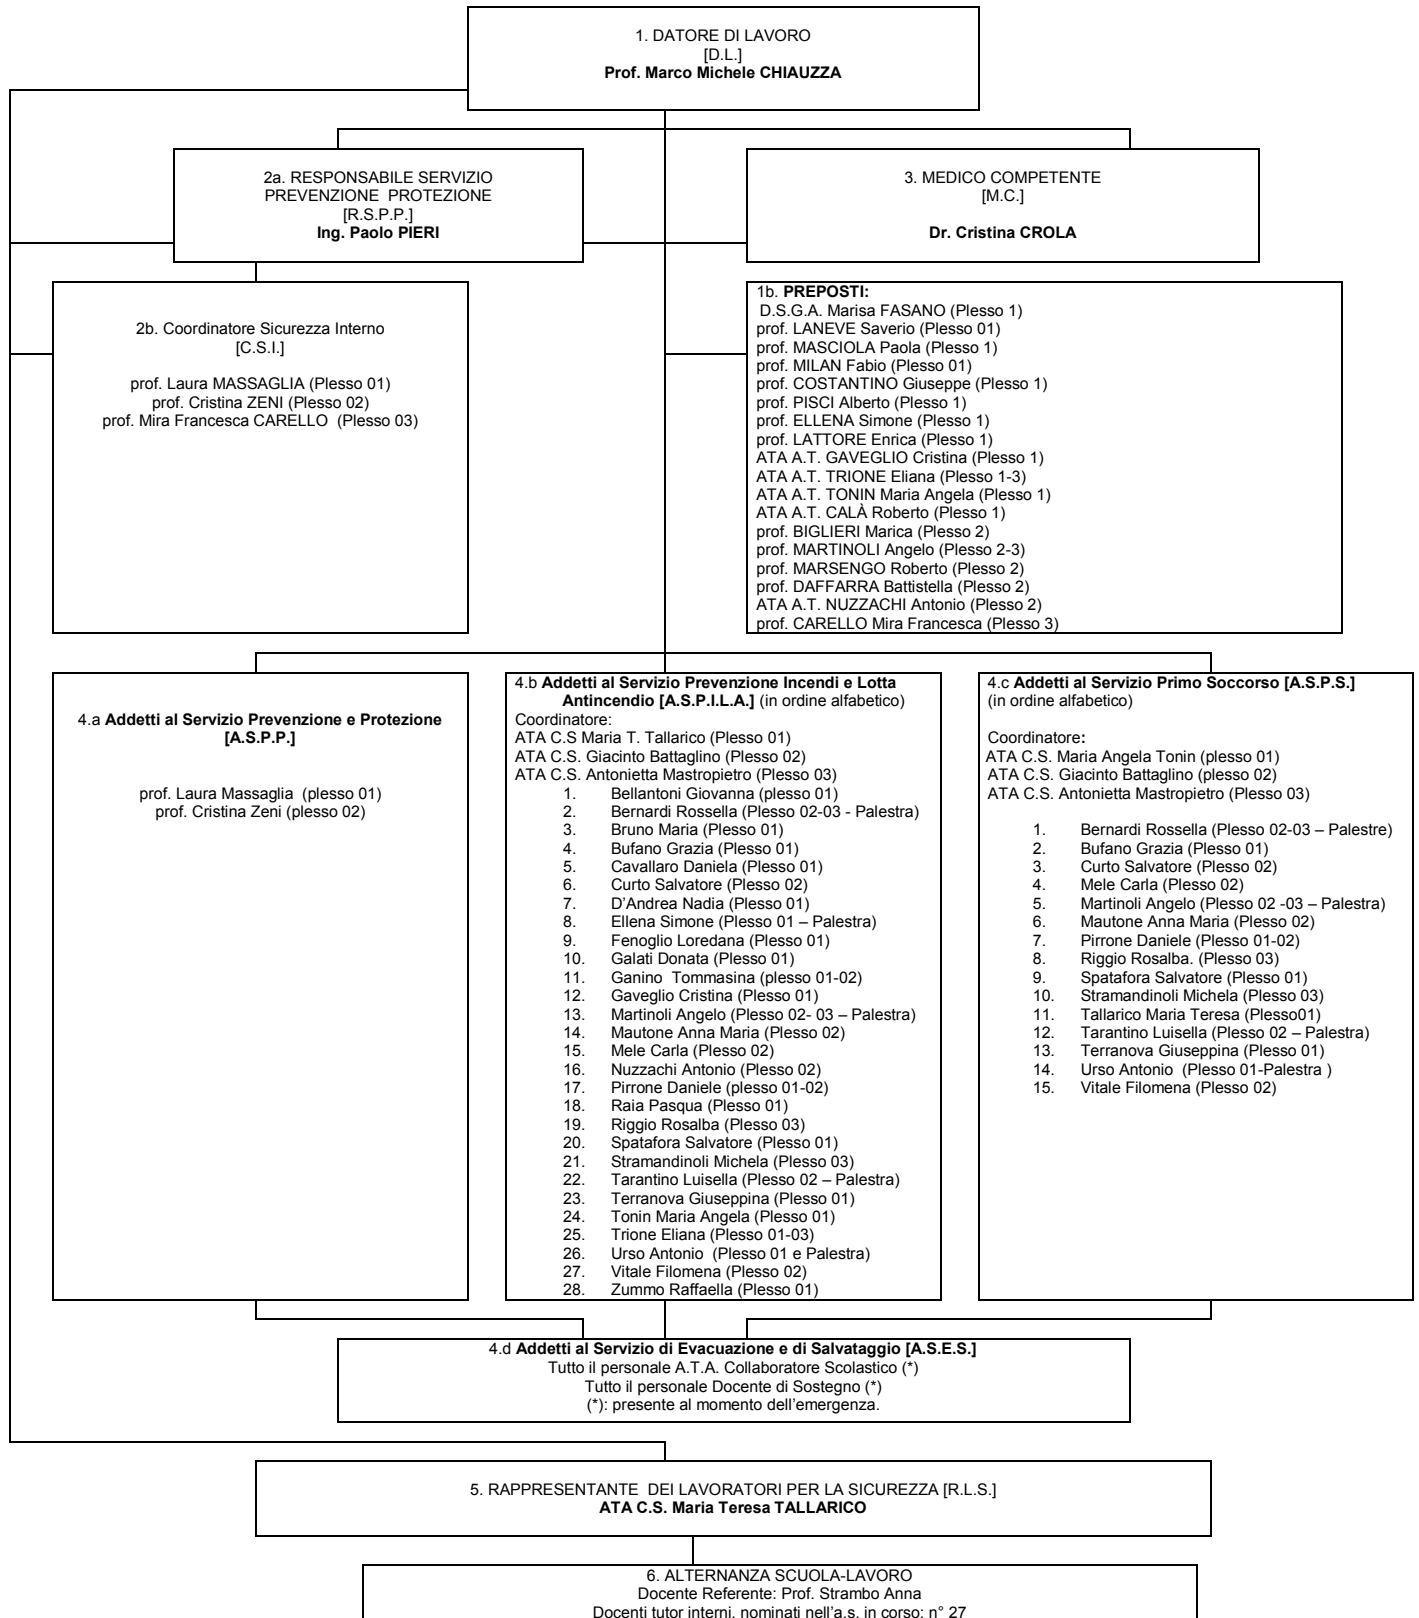 1. DATORE DI LAVORO
[D.L.]
Prof. Marco Michele CHIAUZZA
2a. RESPONSABILE SERVIZIO
PREVENZIONE PROTEZIONE
[R.S.P.P.]
Ing. Paolo PIERI
3. MEDICO COMPETENTE
[M.C.]
Dr. Cristina CROLA
2b. Coordinatore Sicurezza Interno
[C.S.I.]
prof. Laura MASSAGLIA (Plesso 01)
prof. Cristina ZENI (Plesso 02)
prof. Mira Francesca CARELLO (Plesso 03)
1b. PREPOSTI:
D.S.G.A. Marisa FASANO (Plesso 1)
prof. LANEVE Saverio (Plesso 01)
prof. MASCIOLA Paola (Plesso 1)
prof. MILAN Fabio (Plesso 01)
prof. COSTANTINO Giuseppe (Plesso 1)
prof. PISCI Alberto (Plesso 1)
prof. ELLENA Simone (Plesso 1)
prof. LATTORE Enrica (Plesso 1)
ATA A.T. GAVEGLIO Cristina (Plesso 1)
ATA A.T. TRIONE Eliana (Plesso 1-3)
ATA A.T. TONIN Maria Angela (Plesso 1)
ATA A.T. CALÀ Roberto (Plesso 1)
prof. BIGLIERI Marica (Plesso 2)
prof. MARTINOLI Angelo (Plesso 2-3)
prof. MARSENGO Roberto (Plesso 2)
prof. DAFFARRA Battistella (Plesso 2)
ATA A.T. NUZZACHI Antonio (Plesso 2)
prof. CARELLO Mira Francesca (Plesso 3)
4.a Addetti al Servizio Prevenzione e Protezione
[A.S.P.P.]
prof. Laura Massaglia (plesso 01)
prof. Cristina Zeni (plesso 02)
4.b Addetti al Servizio Prevenzione Incendi e Lotta
Antincendio [A.S.P.I.L.A.] (in ordine alfabetico)
Coordinatore:
ATA C.S Maria T. Tallarico (Plesso 01)
ATA C.S. Giacinto Battaglino (Plesso 02)
ATA C.S. Antonietta Mastropietro (Plesso 03)
1. Bellantoni Giovanna (plesso 01)
2. Bernardi Rossella (Plesso 02-03 - Palestra)
3. Bruno Maria (Plesso 01)
4. Bufano Grazia (Plesso 01)
5. Cavallaro Daniela (Plesso 01)
6. Curto Salvatore (Plesso 02)
7. D'Andrea Nadia (Plesso 01)
8. Ellena Simone (Plesso 01 – Palestra)
9. Fenoglio Loredana (Plesso 01)
10. Galati Donata (Plesso 01)
11. Ganino Tommasina (plesso 01-02)
12. Gaveglio Cristina (Plesso 01)
13. Martinoli Angelo (Plesso 02- 03 – Palestra)
14. Mautone Anna Maria (Plesso 02)
15. Mele Carla (Plesso 02)
16. Nuzzachi Antonio (Plesso 02)
17. Pirrone Daniele (plesso 01-02)
18. Raia Pasqua (Plesso 01)
19. Riggio Rosalba (Plesso 03)
20. Spatafora Salvatore (Plesso 01)
21. Stramandinoli Michela (Plesso 03)
22. Tarantino Luisella (Plesso 02 – Palestra)
23. Terranova Giuseppina (Plesso 01)
24. Tonin Maria Angela (Plesso 01)
25. Trione Eliana (Plesso 01-03)
26. Urso Antonio (Plesso 01 e Palestra)
27. Vitale Filomena (Plesso 02)
28. Zummo Raffaella (Plesso 01)
4.c Addetti al Servizio Primo Soccorso [A.S.P.S.]
(in ordine alfabetico)
Coordinatore:
ATA C.S. Maria Angela Tonin (plesso 01)
ATA C.S. Giacinto Battaglino (plesso 02)
ATA C.S. Antonietta Mastropietro (Plesso 03)
1. Bernardi Rossella (Plesso 02-03 – Palestre)
2. Bufano Grazia (Plesso 01)
3. Curto Salvatore (Plesso 02)
4. Mele Carla (Plesso 02)
5. Martinoli Angelo (Plesso 02 -03 – Palestra)
6. Mautone Anna Maria (Plesso 02)
7. Pirrone Daniele (Plesso 01-02)
8. Riggio Rosalba. (Plesso 03)
9. Spatafora Salvatore (Plesso 01)
10. Stramandinoli Michela (Plesso 03)
11. Tallarico Maria Teresa (Plesso01)
12. Tarantino Luisella (Plesso 02 – Palestra)
13. Terranova Giuseppina (Plesso 01)
14. Urso Antonio (Plesso 01-Palestra )
15. Vitale Filomena (Plesso 02)
4.d Addetti al Servizio di Evacuazione e di Salvataggio [A.S.E.S.]
Tutto il personale A.T.A. Collaboratore Scolastico (*)
Tutto il personale Docente di Sostegno (*)
(*): presente al momento dell'emergenza.
5. RAPPRESENTANTE DEI LAVORATORI PER LA SICUREZZA [R.L.S.]
ATA C.S. Maria Teresa TALLARICO
6. ALTERNANZA SCUOLA-LAVORO
Docente Referente: Prof. Strambo Anna
Docenti tutor interni, nominati nell'a.s. in corso: n° 27